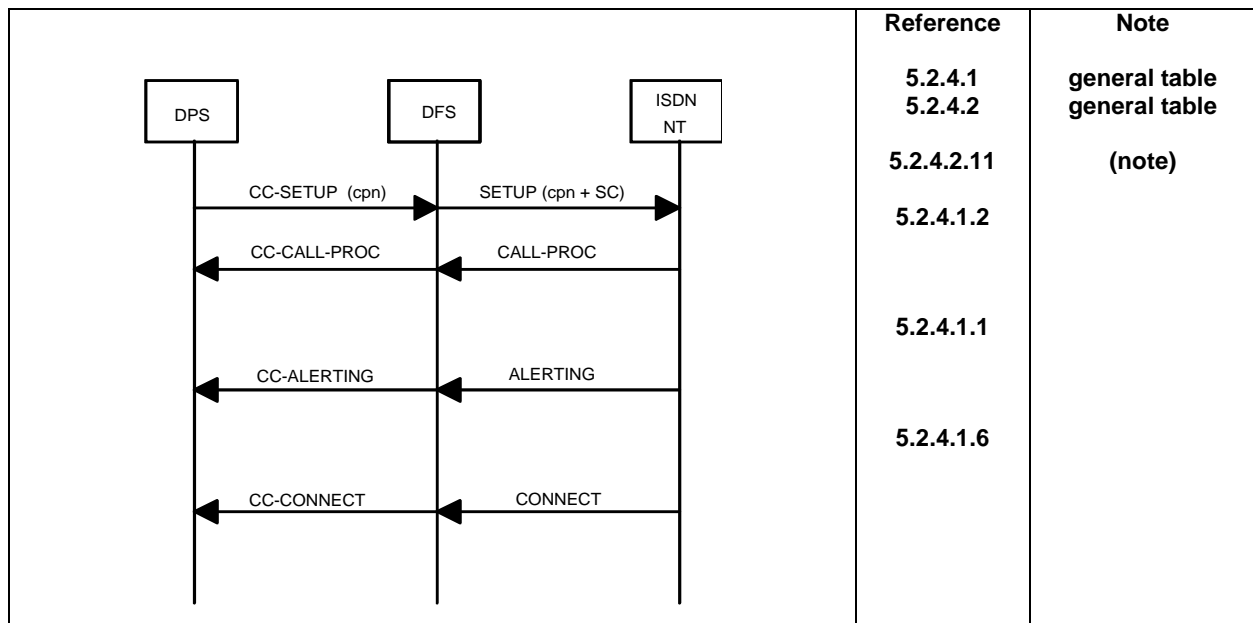 Reference Note
5.2.4.1 general table
5.2.4.2 general table
DPS DFS ISDN
NT
5.2.4.2.11 (note)
CC-SETUP (cpn) SETUP (cpn + SC)
5.2.4.1.2
CC-CALL-PROC CALL-PROC
5.2.4.1.1
CC-ALERTING ALERTING
5.2.4.1.6
CC-CONNECT CONNECT